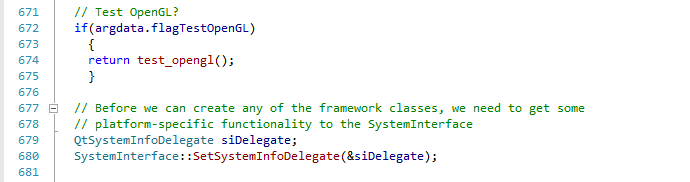 671 // Test OpenGL?
672 if(argdata.flagTestOpenGL)
673 {
674 return test_opengl();
675 }
676
677 // Before we can create any of the framework classes, we need to get some
678 // platform-specific functionality to the SystemInterface
679 QtSystemInfoDelegate siDelegate;
680 SystemInterface::SetSystemInfoDelegate(&siDelegate);
681